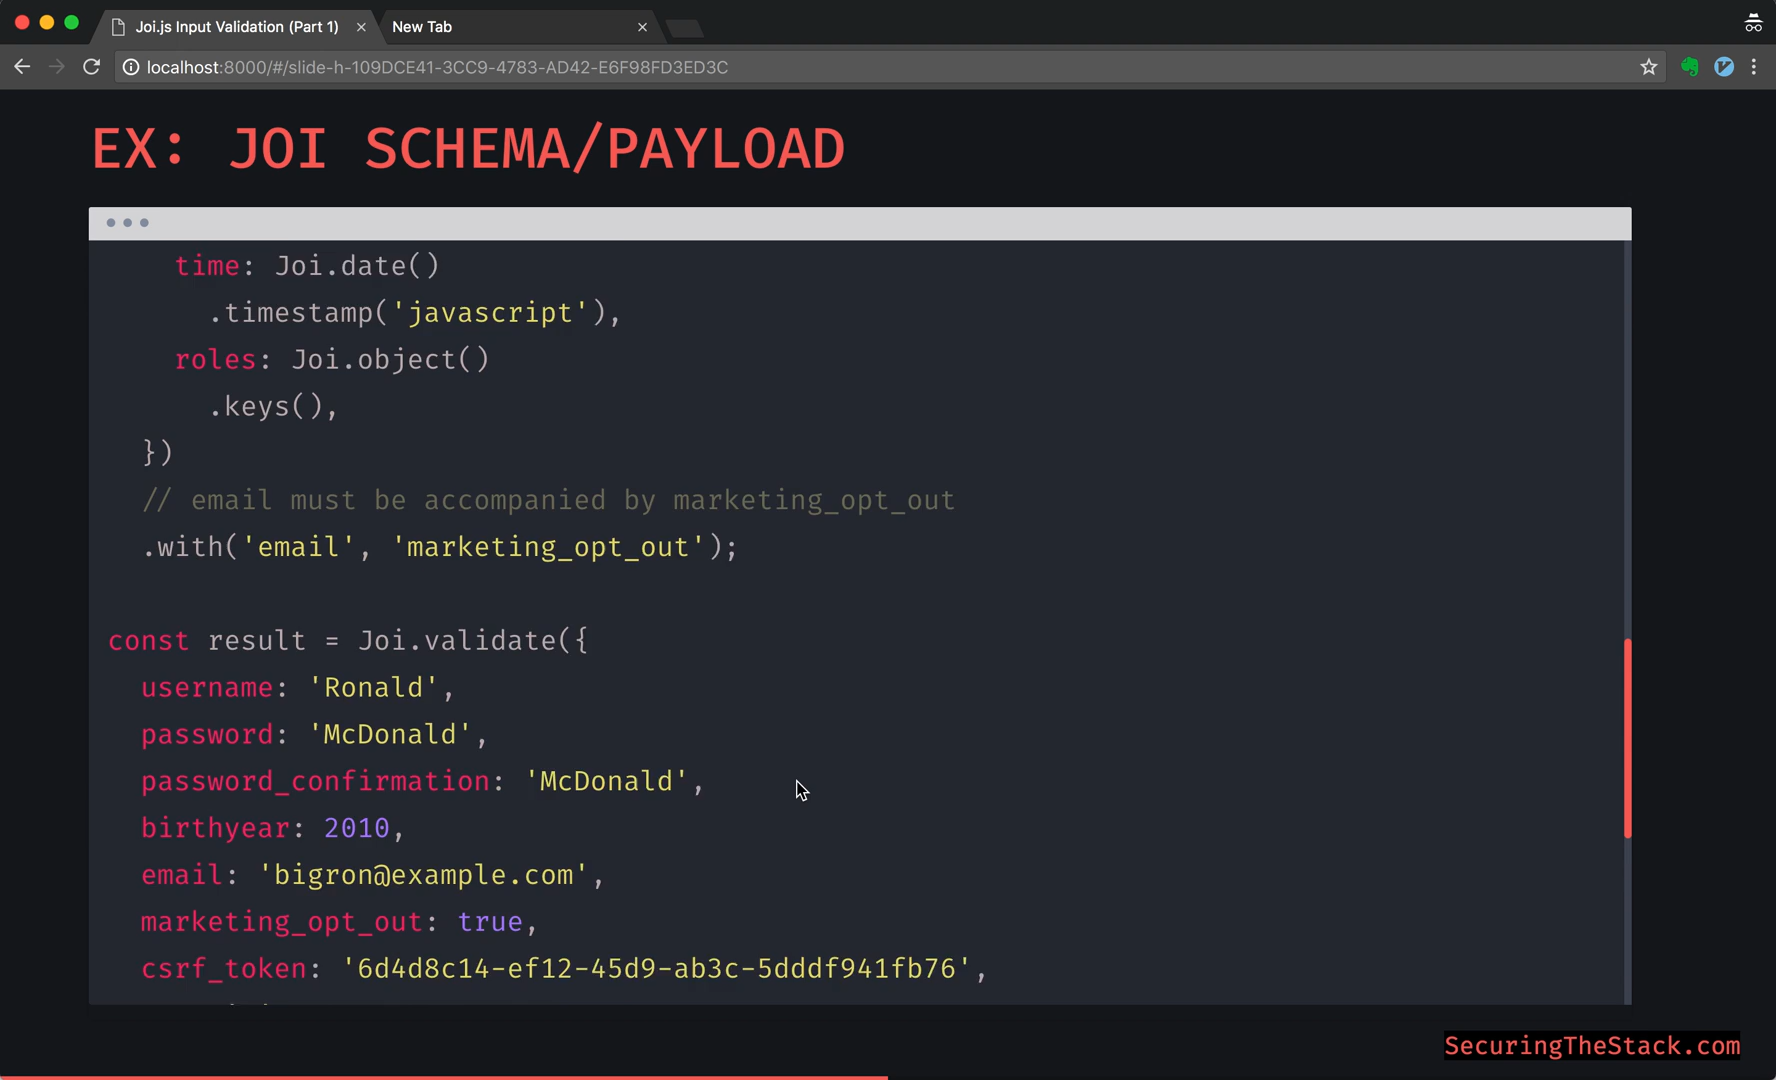 Joi.js Input Validation (Part 1)
New Tab
localhost:8000/#/slide-h-109DCE41-3CC9-4783-AD42-E6F98FD3ED3C
EX: JOI SCHEMA/PAYLOAD
time: Joi.date()
.timestamp('javascript'),
roles: Joi.object()
.keys(),
})
// email must be accompanied by marketing_opt_out
.with('email', 'marketing_opt_out');
const result = Joi.validate({
username: 'Ronald',
password: 'McDonald',
password_confirmation: 'McDonald',
birthyear: 2010,
email: 'bigron@example.com',
marketing_opt_out: true,
csrf_token: '6d4d8c14-ef12-45d9-ab3c-5dddf941fb76',
SecuringTheStack.com